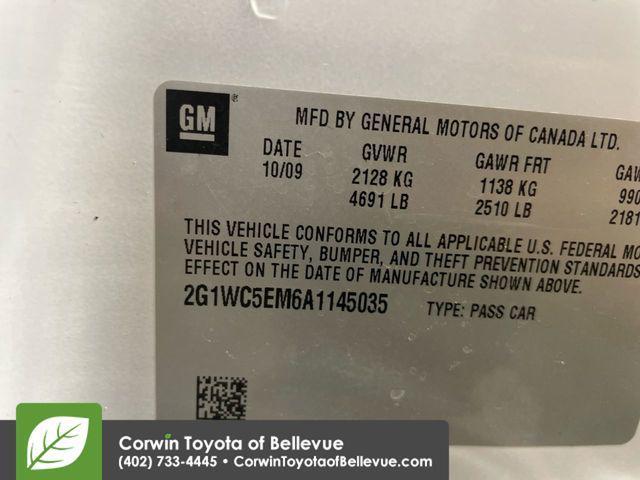 GM
MFD BY GENERAL MOTORS OF CANADA LTD.
DATE GVWR GAWR FRT
10/09 2128 KG 1138 KG 990
4691 LB 2510 LB 2181
THIS VEHICLE CONFORMS TO ALL APPLICABLE U.S. FEDERAL
VEHICLE SAFETY, BUMPER, AND THEFT PREVENTION STANDARDS
EFFECT ON THE DATE OF MANUFACTURE SHOWN ABOVE.
2G1WC5EM6A1145035 TYPE: PASS CAR
Corwin Toyota of Bellevue
(402) 733-4445 • CorwinToyotaofBellevue.com